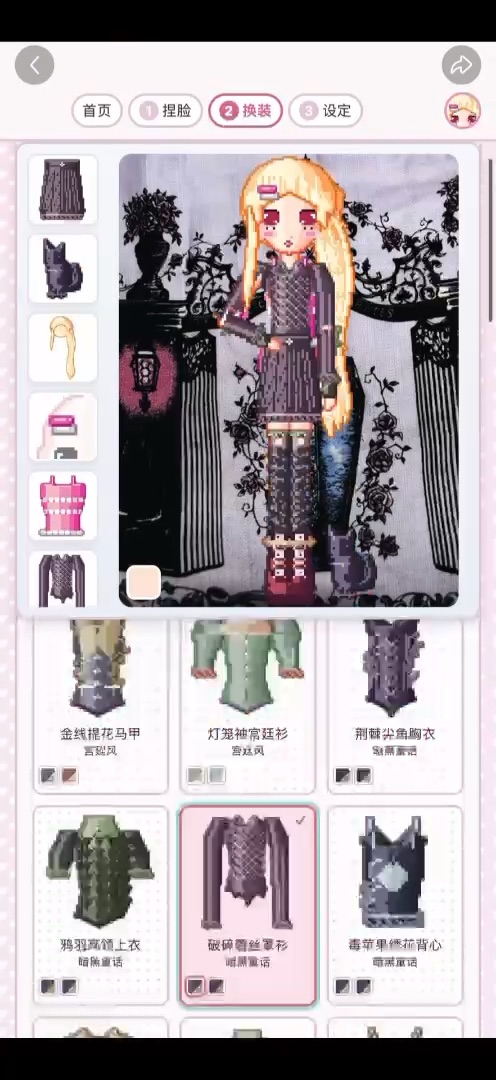 首页
1 捏脸
2 换装
3 设定
金线提花马甲
宫廷风
灯笼袖宫廷衫
宫廷风
荆棘尖角胸衣
暗黑童话
鸦羽高领上衣
暗黑童话
破碎蕾丝罩衫
暗黑童话
毒苹果绣花背心
暗黑童话